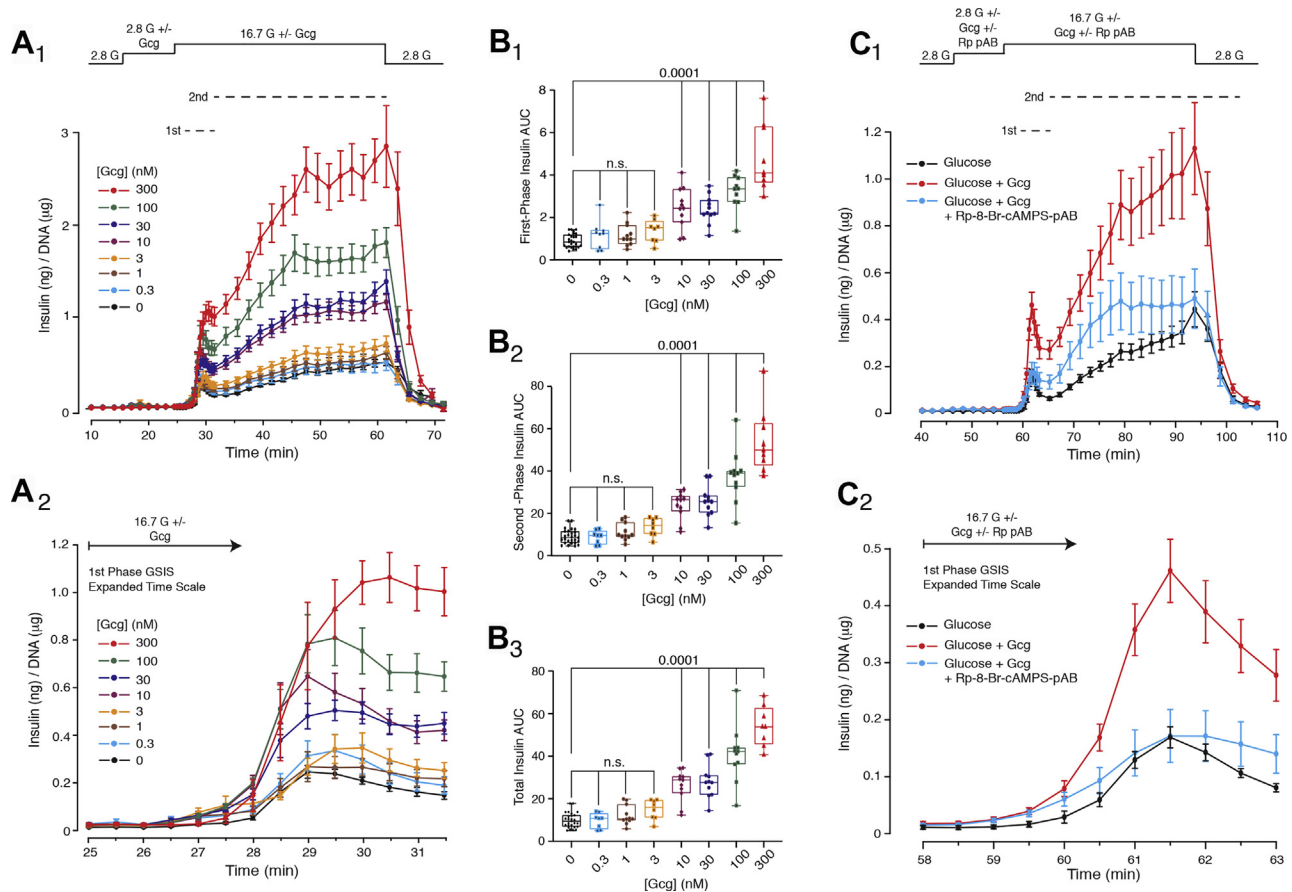 A1
2.8 G +/-
Gcg
16.7 G +/- Gcg
2.8 G
2.8 G
2nd
1st
3
2
1
0
Insulin (ng) / DNA (µg)
[Gcg] (nM)
300
100
30
10
3
1
0.3
0
10 20 30 40 50 60 70
Time (min)
A2
16.7 G +/-
Gcg
1st Phase GSIS
Expanded Time Scale
1.2
1.0
0.8
0.6
0.4
0.2
0
Insulin (ng) / DNA (µg)
[Gcg] (nM)
300
100
30
10
3
1
0.3
0
25 26 27 28 29 30 31
Time (min)
B1
0.0001
n.s.
8
6
4
2
0
First-Phase Insulin AUC
0 0.3 1 3 10 30 100 300
[Gcg] (nM)
B2
0.0001
n.s.
80
60
40
20
0
Second -Phase Insulin AUC
0 0.3 1 3 10 30 100 300
[Gcg] (nM)
B3
0.0001
n.s.
80
60
40
20
0
Total Insulin AUC
0 0.3 1 3 10 30 100 300
[Gcg] (nM)
C1
2.8 G +/-
Gcg +/-
Rp pAB
16.7 G +/-
Gcg +/- Rp pAB
2.8 G
2.8 G
2nd
1st
1.2
1.0
0.8
0.6
0.4
0.2
0
Insulin (ng) / DNA (µg)
Glucose
Glucose + Gcg
Glucose + Gcg
+ Rp-8-Br-cAMPS-pAB
40 50 60 70 80 90 100 110
Time (min)
C2
16.7 G +/-
Gcg +/- Rp pAB
1st Phase GSIS
Expanded Time Scale
0.5
0.4
0.3
0.2
0.1
0
Insulin (ng) / DNA (µg)
Glucose
Glucose + Gcg
Glucose + Gcg
+ Rp-8-Br-cAMPS-pAB
58 59 60 61 62 63
Time (min)